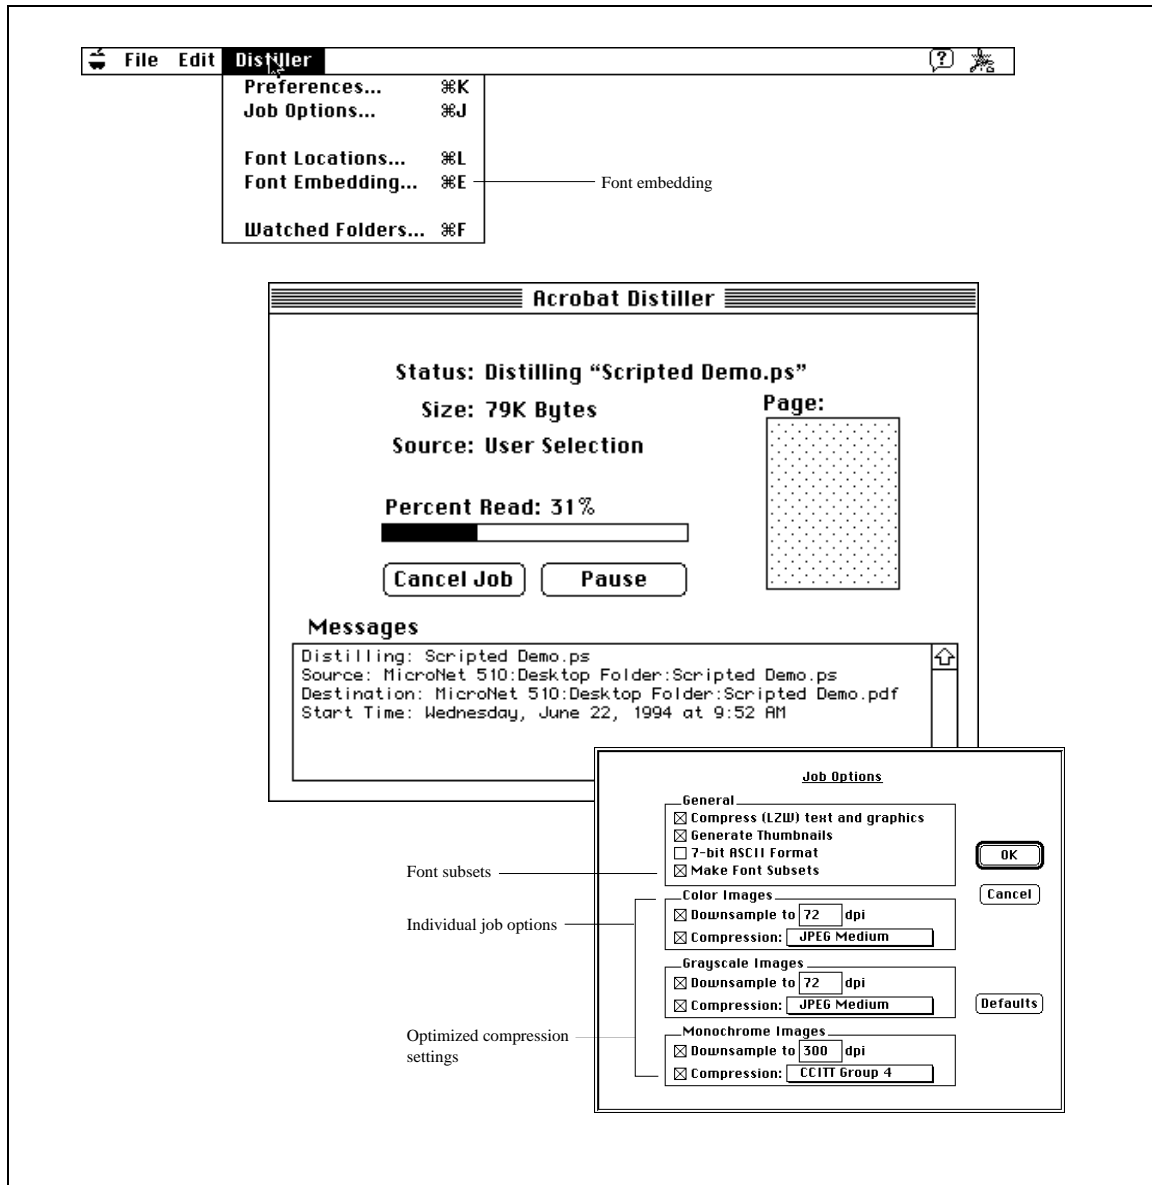 File Edit Distiller
Preferences... ⌘K
Job Options... ⌘J
Font Locations... ⌘L
Font Embedding... ⌘E
Font embedding
Watched Folders... ⌘F
Acrobat Distiller
Status: Distilling “Scripted Demo.ps”
Size: 79K Bytes
Page:
Source: User Selection
Percent Read: 31%
Cancel Job Pause
Messages
Distilling: Scripted Demo.ps
Source: MicroNet 510:Desktop Folder:Scripted Demo.ps
Destination: MicroNet 510:Desktop Folder:Scripted Demo.pdf
Start Time: Wednesday, June 22, 1994 at 9:52 AM
Job Options
General
Compress (LZW) text and graphics
Generate Thumbnails
7-bit ASCII Format
Make Font Subsets
OK
Cancel
Font subsets
Color Images
Downsample to 72 dpi
Compression: JPEG Medium
Individual job options
Grayscale Images
Downsample to 72 dpi
Compression: JPEG Medium
Defaults
Monochrome Images
Downsample to 300 dpi
Compression: CCITT Group 4
Optimized compression
settings